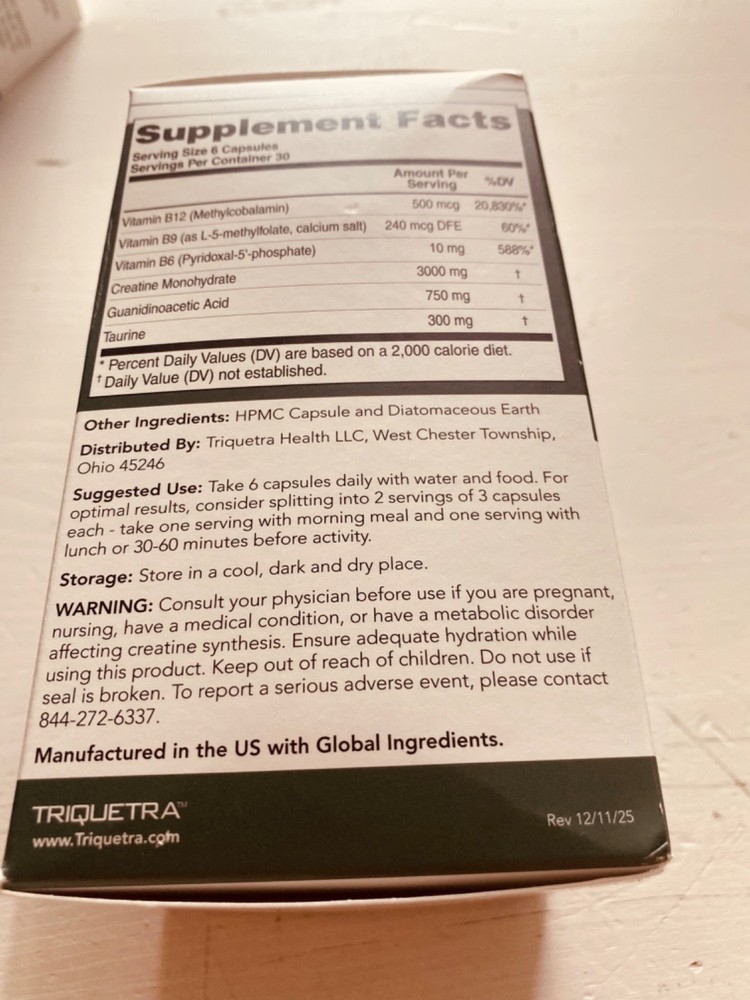 Supplement Facts
Serving Size 6 Capsules
Servings Per Container 30
Amount Per Serving %DV
Vitamin B12 (Methylcobalamin) 500 mcg 20,830%*
Vitamin B9 (as L-5-methylfolate, calcium salt) 240 mcg DFE 60%*
Vitamin B6 (Pyridoxal-5'-phosphate) 10 mg 588%*
Creatine Monohydrate 3000 mg †
Guanidinoacetic Acid 750 mg †
Taurine 300 mg †
* Percent Daily Values (DV) are based on a 2,000 calorie diet.
† Daily Value (DV) not established.
Other Ingredients: HPMC Capsule and Diatomaceous Earth
Distributed By: Triquetra Health LLC, West Chester Township,
Ohio 45246
Suggested Use: Take 6 capsules daily with water and food. For
optimal results, consider splitting into 2 servings of 3 capsules
each - take one serving with morning meal and one serving with
lunch or 30-60 minutes before activity.
Storage: Store in a cool, dark and dry place.
WARNING: Consult your physician before use if you are pregnant,
nursing, have a medical condition, or have a metabolic disorder
affecting creatine synthesis. Ensure adequate hydration while
using this product. Keep out of reach of children. Do not use if
seal is broken. To report a serious adverse event, please contact
844-272-6337.
Manufactured in the US with Global Ingredients.
TRIQUETRA™
www.Triquetra.com
Rev 12/11/25